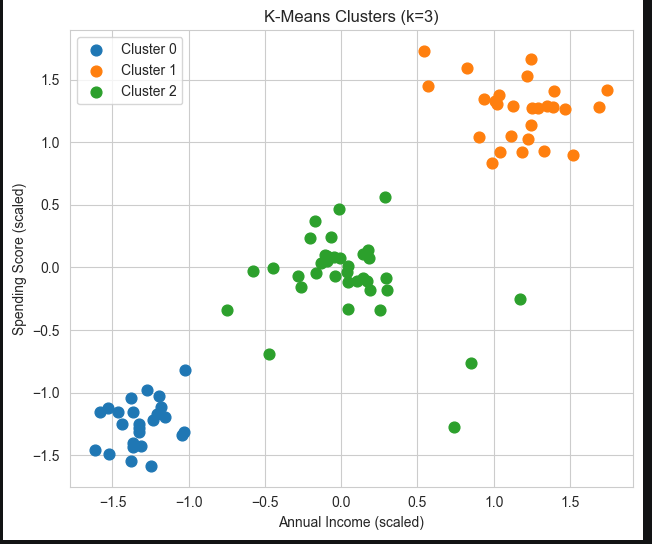 K-Means Clusters (k=3)
Cluster 0
Cluster 1
Cluster 2
Spending Score (scaled)
1.5
1.0
0.5
0.0
−0.5
−1.0
−1.5
−1.5 −1.0 −0.5 0.0 0.5 1.0 1.5
Annual Income (scaled)